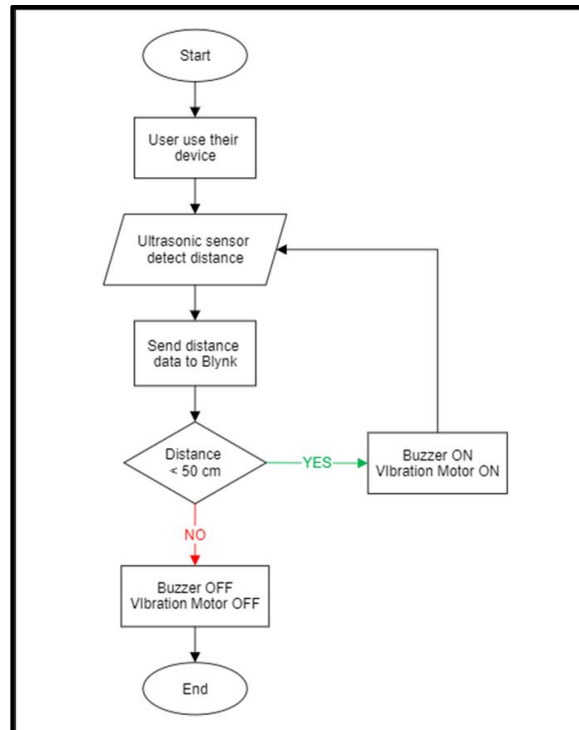 Start
User use their
device
Ultrasonic sensor
detect distance
Send distance
data to Blynk
Distance
< 50 cm
YES
Buzzer ON
VIbration Motor ON
NO
Buzzer OFF
VIbration Motor OFF
End